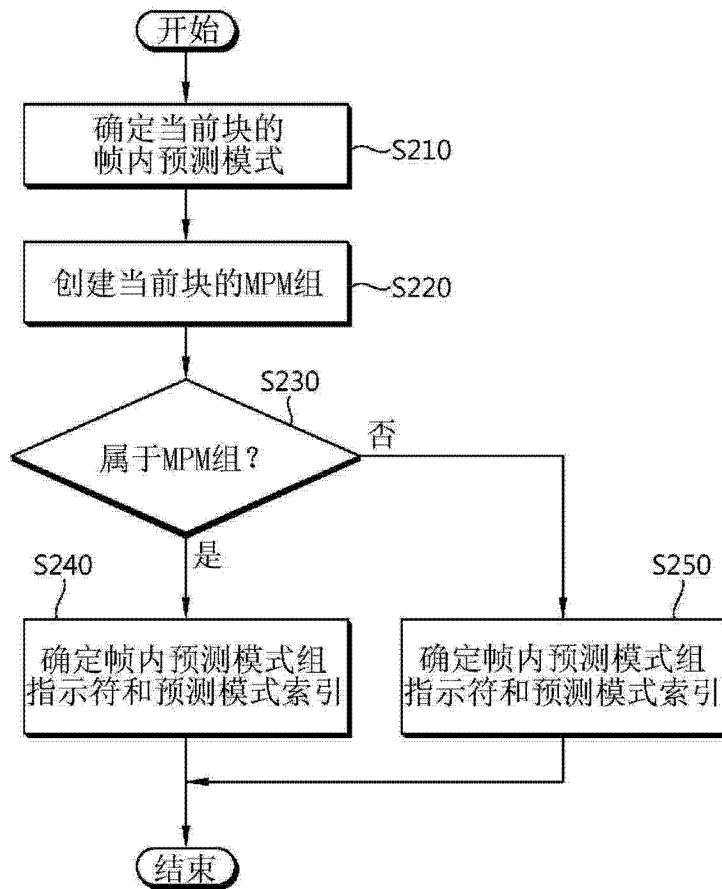 开始
确定当前块的
帧内预测模式
S210
创建当前块的MPM组
S220
S230
属于MPM组?
否
是
S240
确定帧内预测模式组
指示符和预测模式索引
S250
确定帧内预测模式组
指示符和预测模式索引
结束